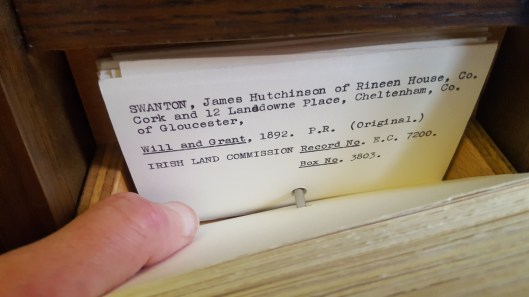 SWANTON, James Hutchinson of Rineen House, Co.
Cork and 12 Landdowne Place, Cheltenham, Co.
of Gloucester,
Will and Grant, 1892. P.R. (Original.)
IRISH LAND COMMISSION Record No. E.C. 7200.
Box No. 3803.